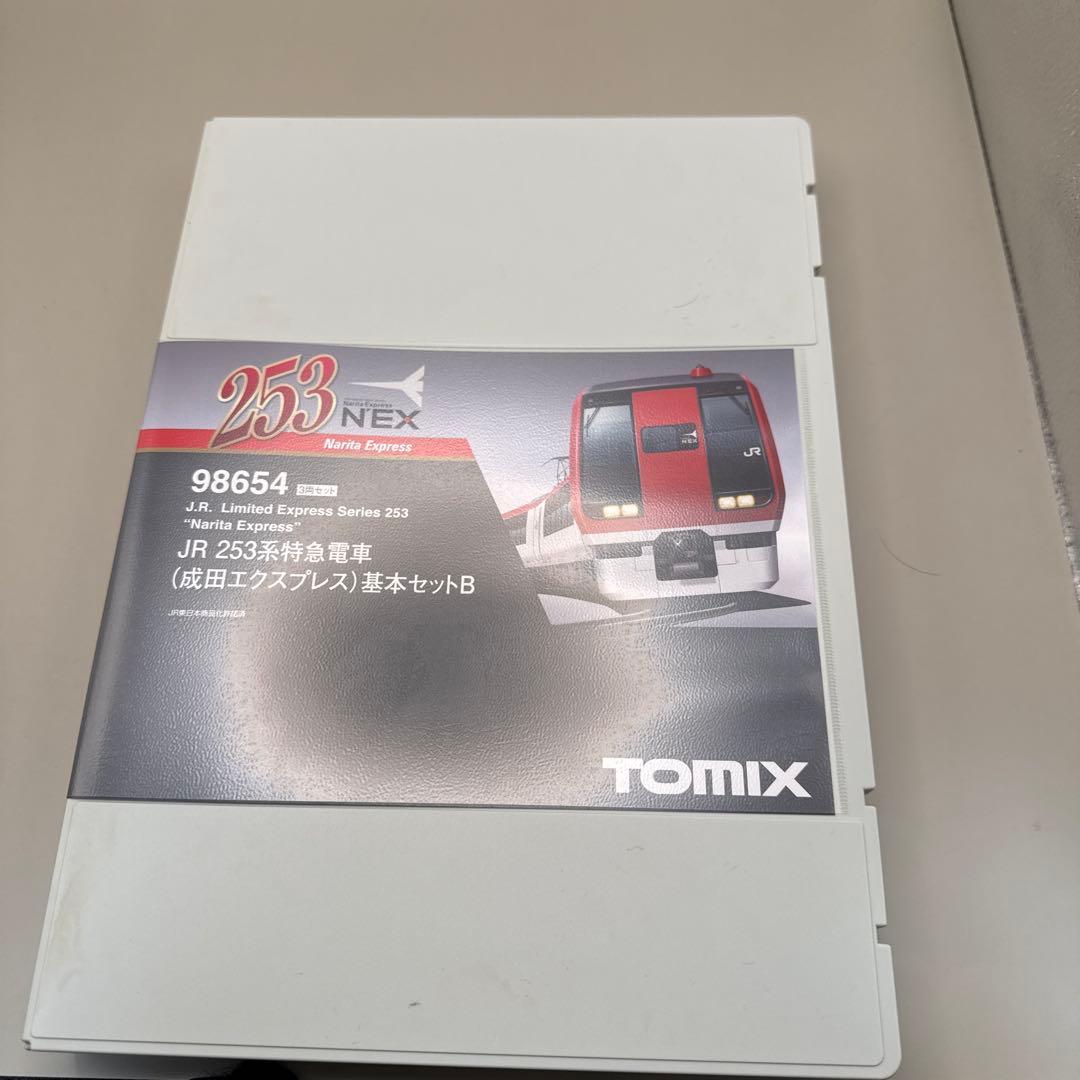 253
Narita Express
N'EX
Narita Express
98654 3両セット
J.R. Limited Express Series 253
“Narita Express”
JR 253系特急電車
(成田エクスプレス)基本セットB
JR東日本商品化許諾済
N'EX
JR
TOMIX